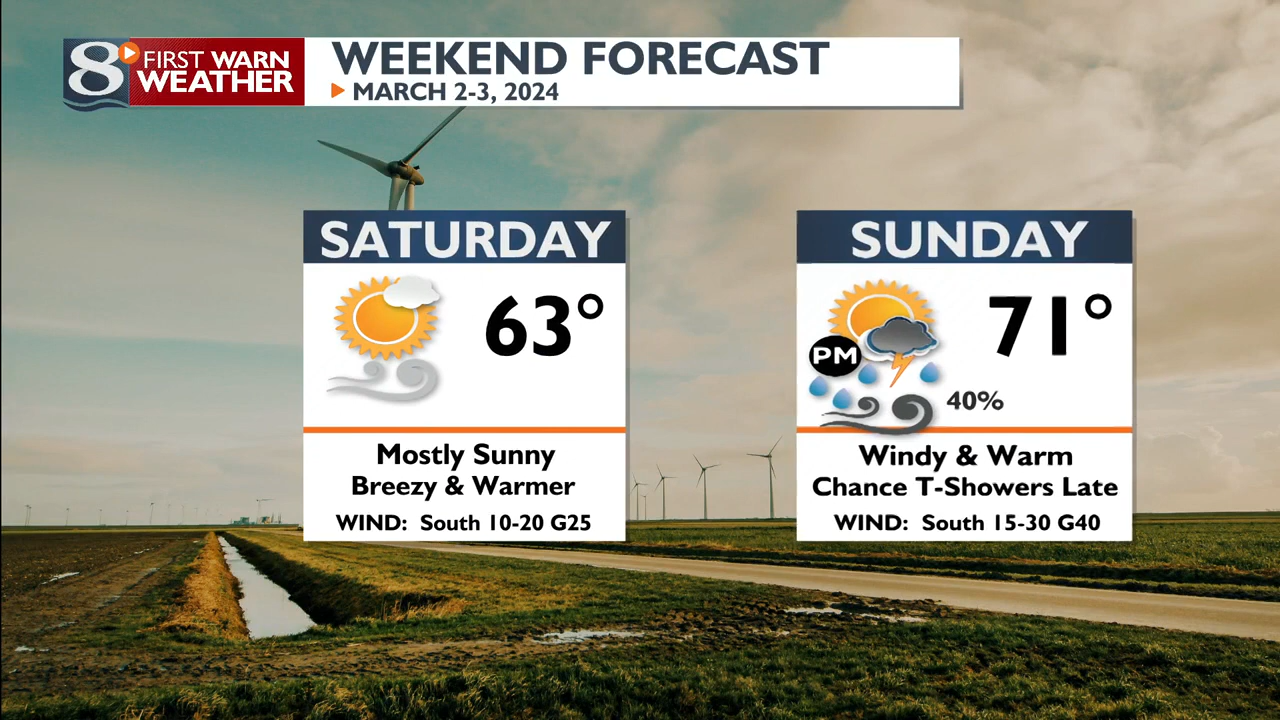 8 FIRST WARN
WEATHER
WEEKEND FORECAST
MARCH 2-3, 2024
SATURDAY
63°
Mostly Sunny
Breezy & Warmer
WIND: South 10-20 G25
SUNDAY
71°
PM
40%
Windy & Warm
Chance T-Showers Late
WIND: South 15-30 G40